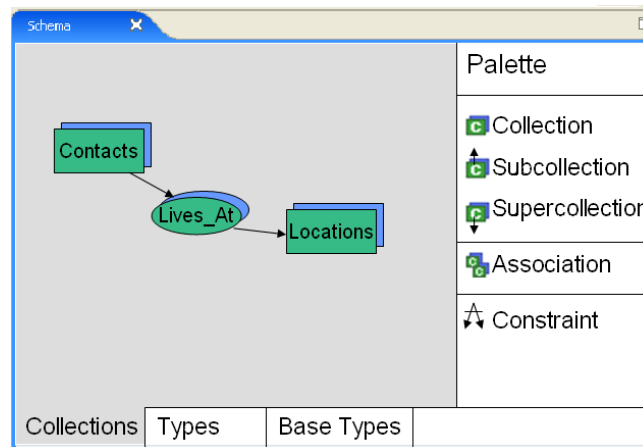 Schema
Palette
Contacts
Lives_At
Locations
Collection
Subcollection
Supercollection
Association
Constraint
Collections
Types
Base Types